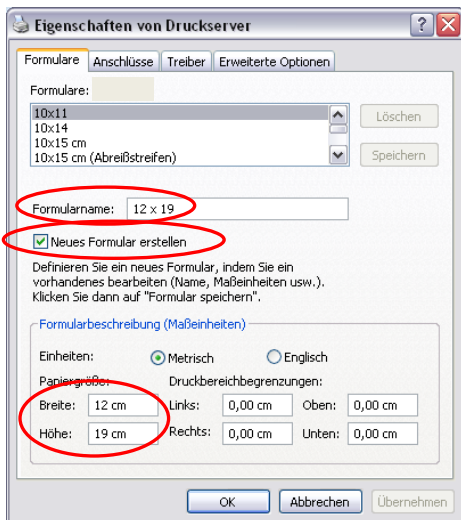 Eigenschaften von Druckserver
Formulare Anschlüsse Treiber Erweiterte Optionen
Formulare:
10x11
10x14
10x15 cm
10x15 cm (Abreißstreifen)
Löschen
Speichern
Formularname: 12 x 19
Neues Formular erstellen
Definieren Sie ein neues Formular, indem Sie ein
vorhandenes bearbeiten (Name, Maßeinheiten usw.).
Klicken Sie dann auf "Formular speichern".
Formularbeschreibung (Maßeinheiten)
Einheiten: Metrisch Englisch
Papiergröße: Druckbereichbegrenzungen:
Breite: 12 cm Links: 0,00 cm Oben: 0,00 cm
Höhe: 19 cm Rechts: 0,00 cm Unten: 0,00 cm
OK Abbrechen Übernehmen